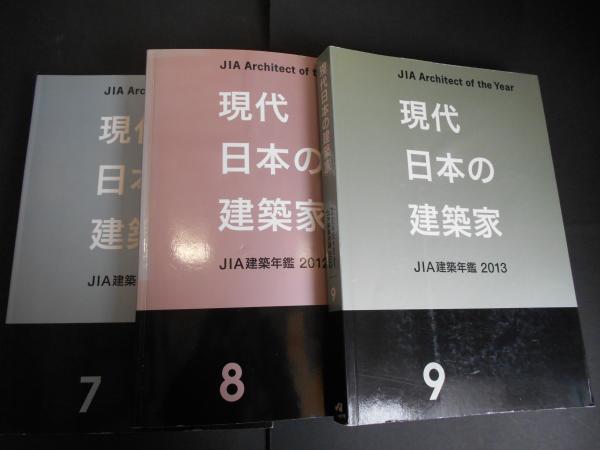 JIA Arc
現代
日本
建築
JIA建築
7
JIA Architect of the
現代
日本の
建築家
JIA建築年鑑 2012
8
現代日本の建築家
9
JIA Architect of the Year
現代
日本の
建築家
JIA建築年鑑 2013
9